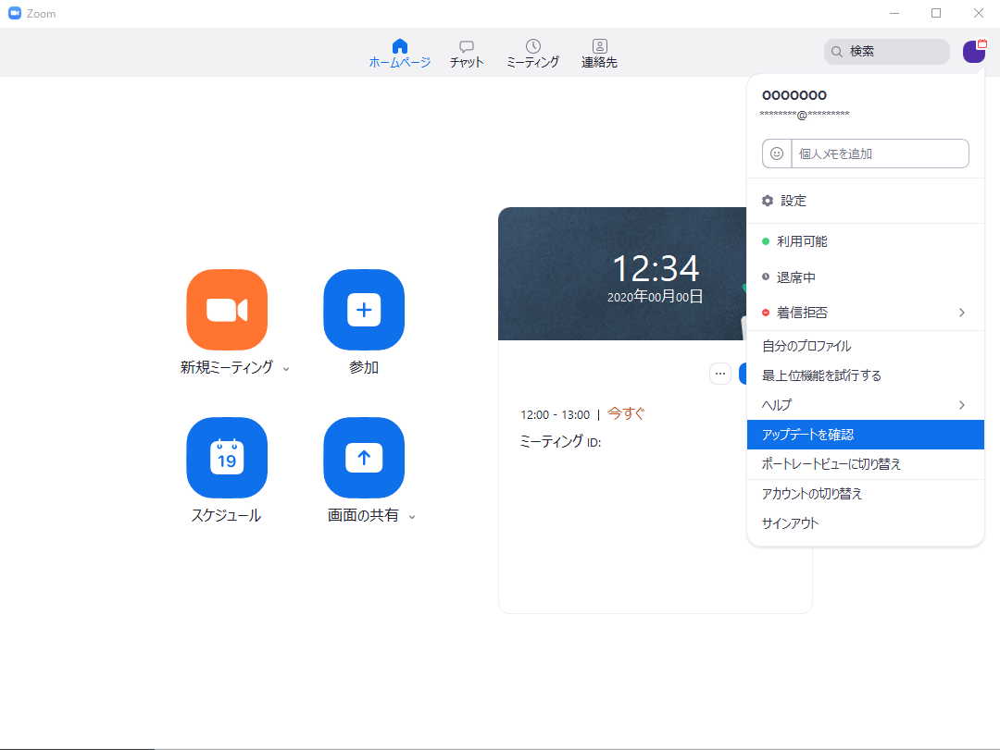 Zoom
ホームページ
チャット
ミーティング
連絡先
検索
OOOOOOO
********@*********
個人メモを追加
設定
利用可能
退席中
着信拒否
自分のプロファイル
最上位機能を試行する
ヘルプ
アップデートを確認
ポートレートビューに切り替え
アカウントの切り替え
サインアウト
12:34
2020年00月00日
新規ミーティング
参加
12:00 - 13:00 | 今すぐ
ミーティング ID:
19
スケジュール
画面の共有